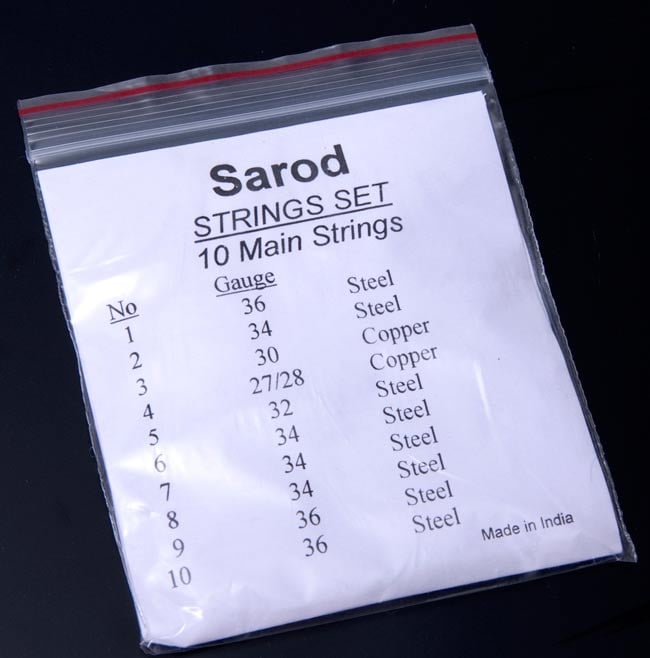 Sarod
STRINGS SET
10 Main Strings
No Gauge
1 36 Steel
2 34 Steel
3 30 Copper
4 27/28 Copper
5 32 Steel
6 34 Steel
7 34 Steel
8 34 Steel
9 36 Steel
10 36 Steel
Made in India